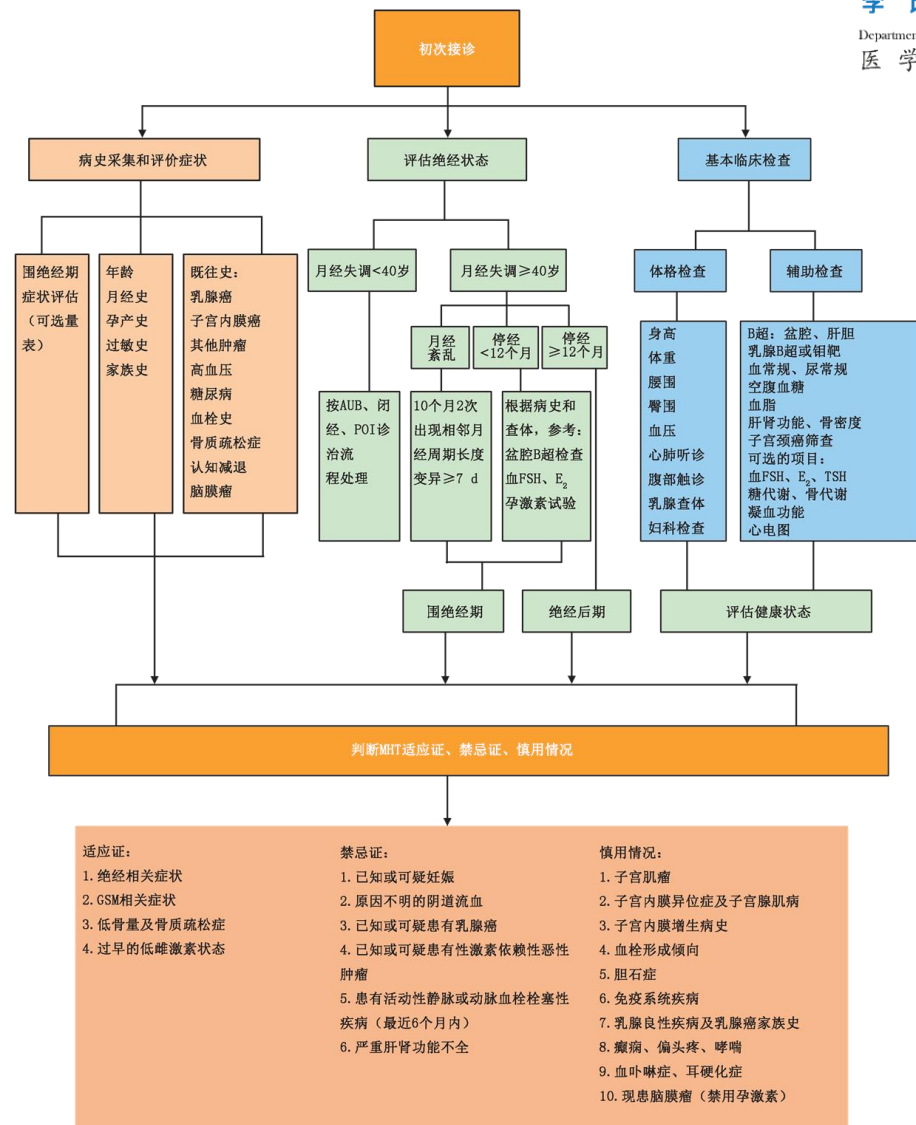 学
Department
医 学
初次接诊
病史采集和评价症状
评估绝经状态
基本临床检查
围绝经期
症状评估
（可选量
表）
年龄
月经史
孕产史
过敏史
家族史
既往史：
乳腺癌
子宫内膜癌
其他肿瘤
高血压
糖尿病
血栓史
骨质疏松症
认知减退
脑膜瘤
月经失调<40岁
月经失调≥40岁
月经
紊乱
停经
<12个月
停经
≥12个月
按AUB、闭
经、POI诊
治流
程处理
10个月2次
出现相邻月
经周期长度
变异≥7 d
根据病史和
查体，参考：
盆腔B超检查
血FSH、E₂
孕激素试验
围绝经期
绝经后期
体格检查
辅助检查
身高
体重
腰围
臀围
血压
心肺听诊
腹部触诊
乳腺查体
妇科检查
B超：盆腔、肝胆
乳腺B超或钼靶
血常规、尿常规
空腹血糖
血脂
肝肾功能、骨密度
子宫颈癌筛查
可选的项目：
血FSH、E₂、TSH
糖代谢、骨代谢
凝血功能
心电图
评估健康状态
判断MHT适应证、禁忌证、慎用情况
适应证：
1. 绝经相关症状
2. GSM相关症状
3. 低骨量及骨质疏松症
4. 过早的低雌激素状态
禁忌证：
1. 已知或可疑妊娠
2. 原因不明的阴道流血
3. 已知或可疑患有乳腺癌
4. 已知或可疑患有性激素依赖性恶性
肿瘤
5. 患有活动性静脉或动脉血栓栓塞性
疾病（最近6个月内）
6. 严重肝肾功能不全
慎用情况：
1. 子宫肌瘤
2. 子宫内膜异位症及子宫腺肌病
3. 子宫内膜增生病史
4. 血栓形成倾向
5. 胆石症
6. 免疫系统疾病
7. 乳腺良性疾病及乳腺癌家族史
8. 癫痫、偏头疼、哮喘
9. 血卟啉症、耳硬化症
10. 现患脑膜瘤（禁用孕激素）